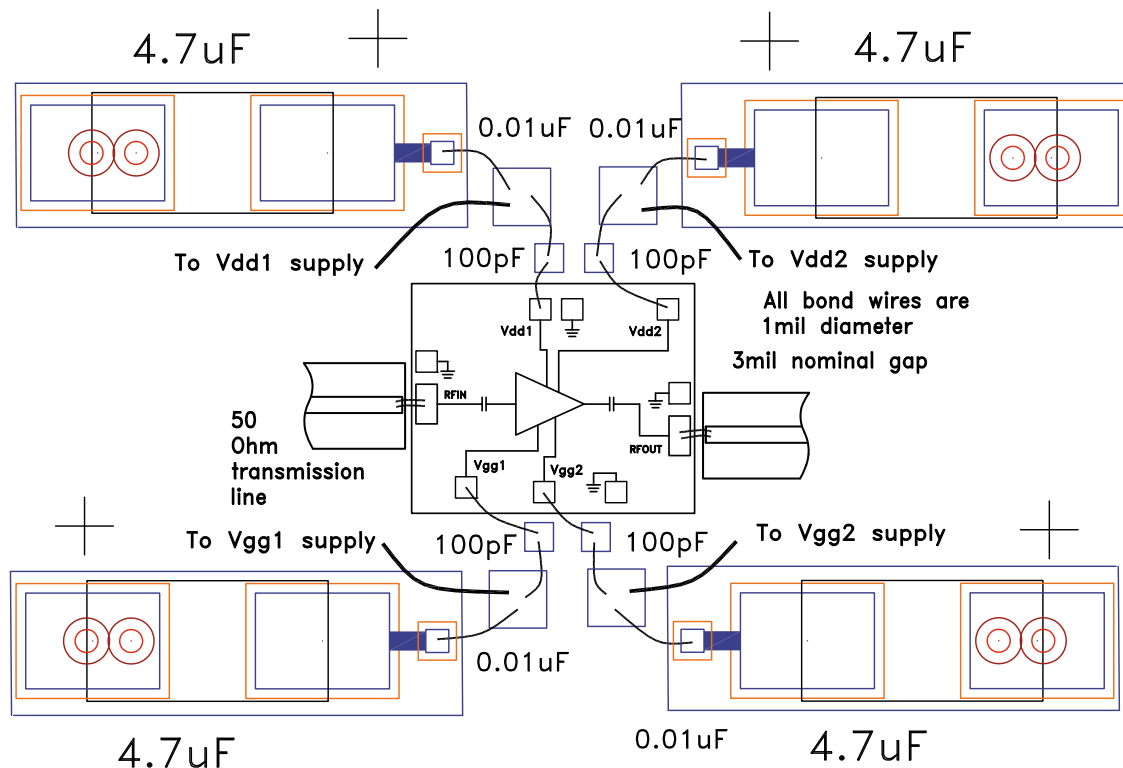 4.7uF
4.7uF
0.01uF
0.01uF
To Vdd1 supply
100pF
100pF
To Vdd2 supply
All bond wires are
1mil diameter
3mil nominal gap
Vdd1
Vdd2
RFIN
50
Ohm
transmission
line
RFOUT
Vgg1
Vgg2
To Vgg1 supply
100pF
100pF
To Vgg2 supply
0.01uF
0.01uF
4.7uF
4.7uF